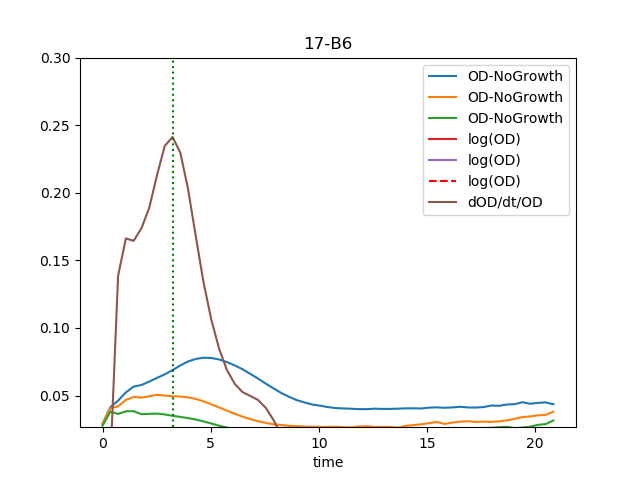 17-B6
0.30
0.25
0.20
0.15
0.10
0.05
OD-NoGrowth
OD-NoGrowth
OD-NoGrowth
log(OD)
log(OD)
log(OD)
dOD/dt/OD
0 5 10 15 20
time